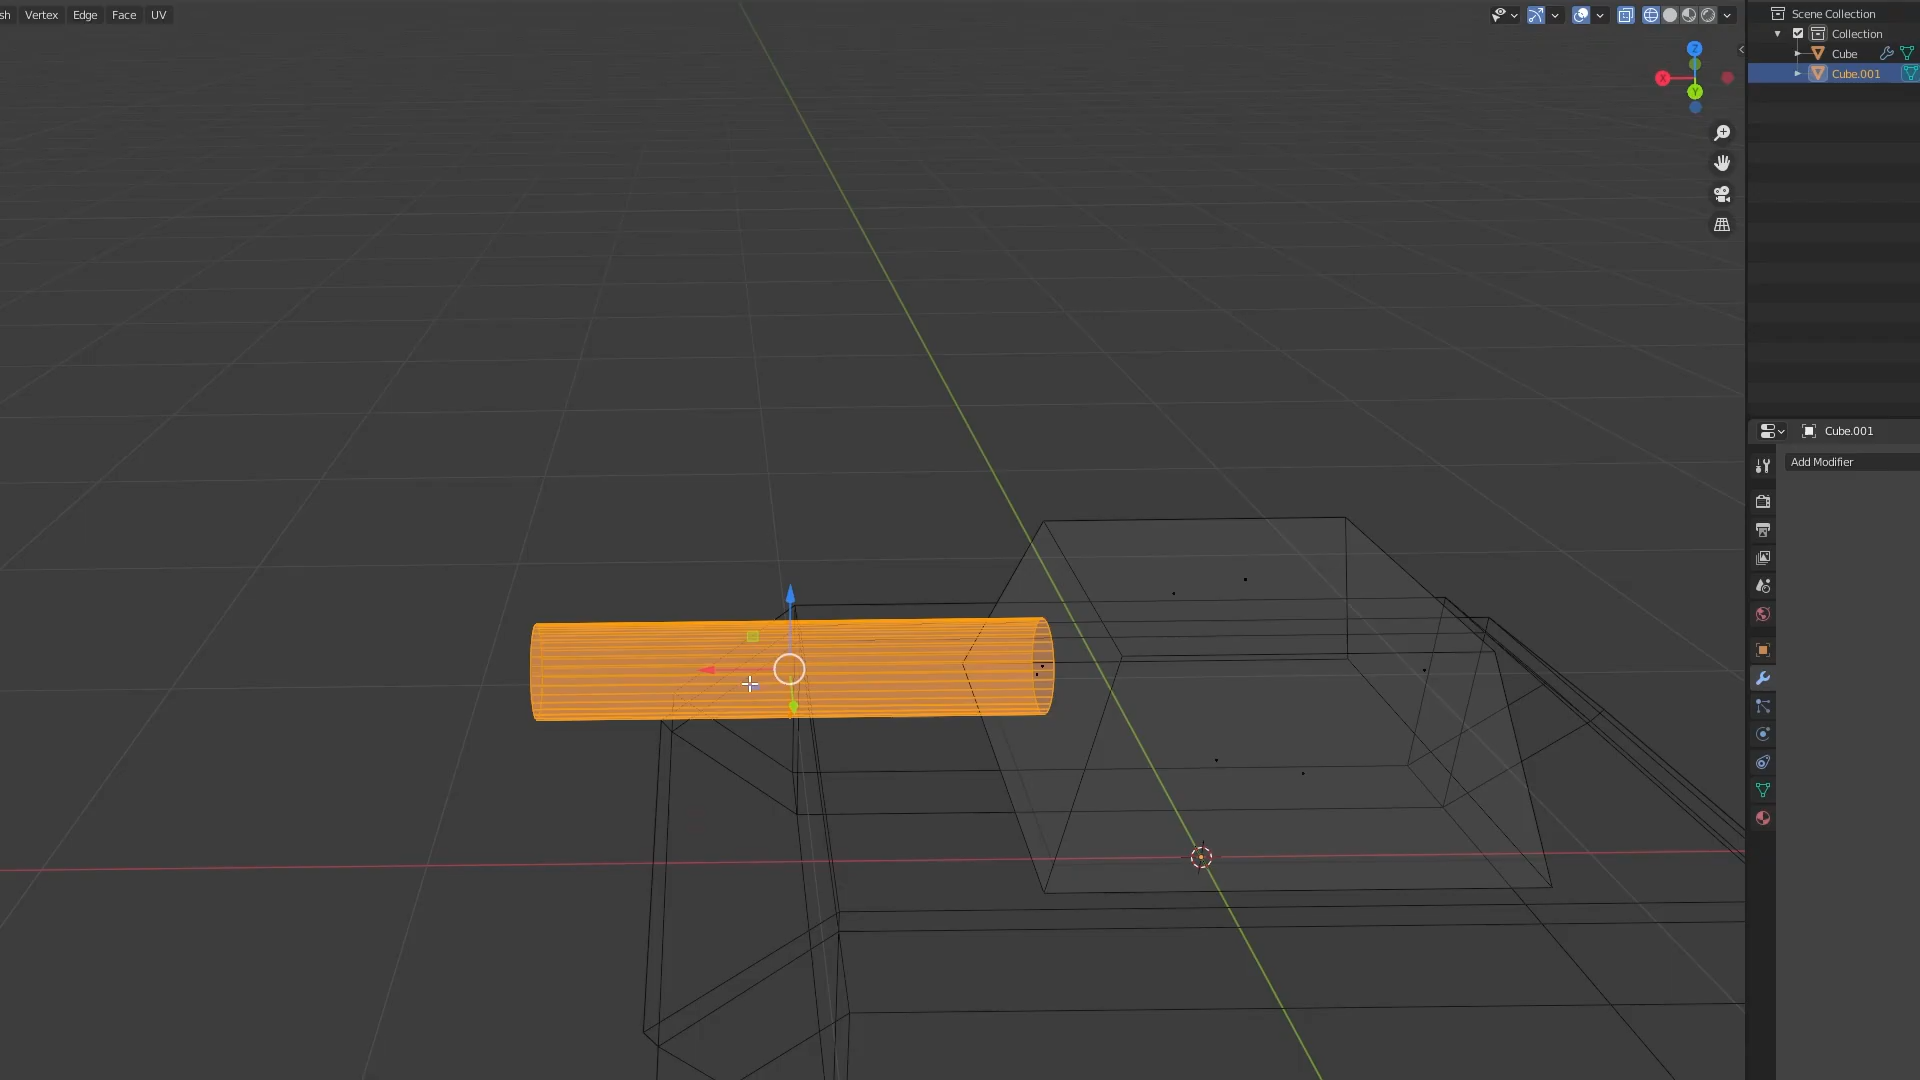 sh Vertex Edge Face UV
Scene Collection
Collection
Cube
Cube.001
Z
X
Y
Cube.001
Add Modifier